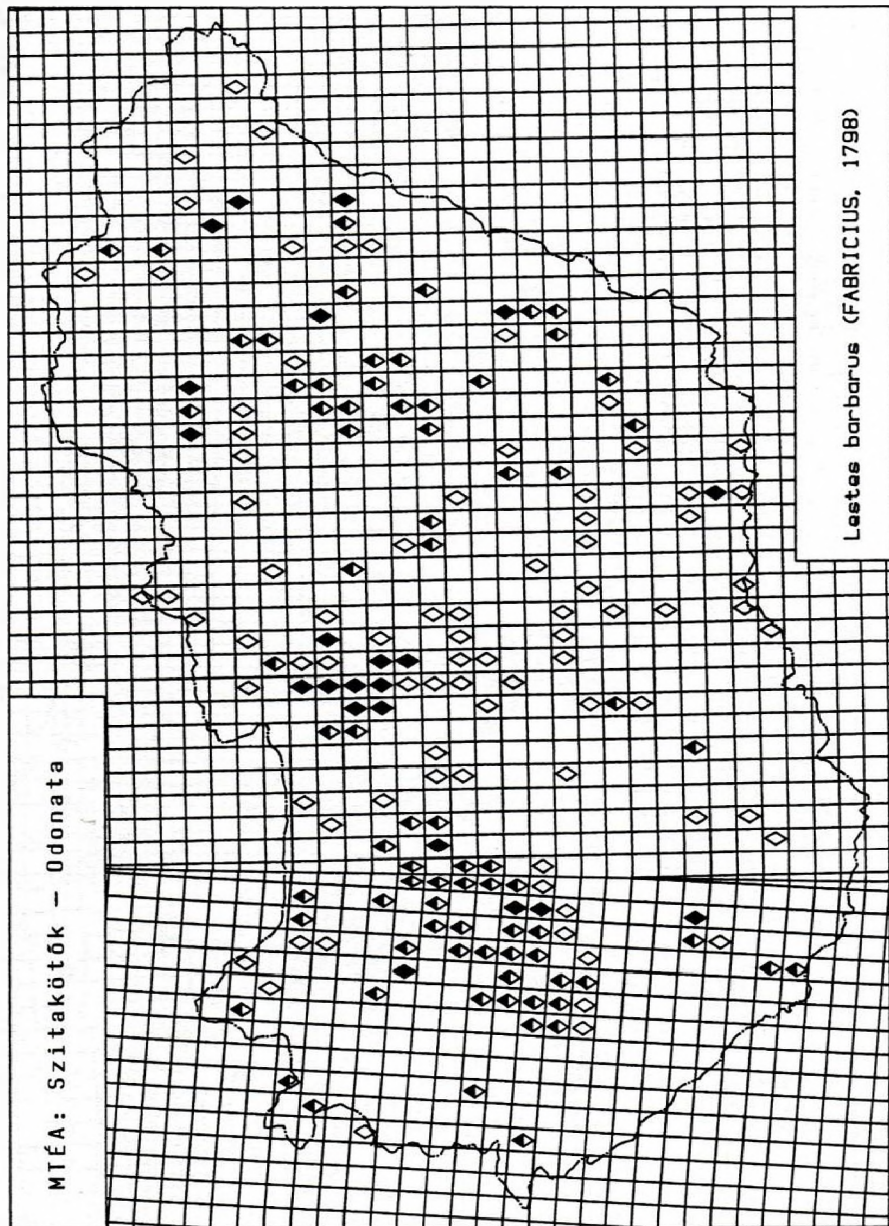 MTÉA: Szitakötők — Odonata
Lestes barbarus (FABRICIUS, 1798)